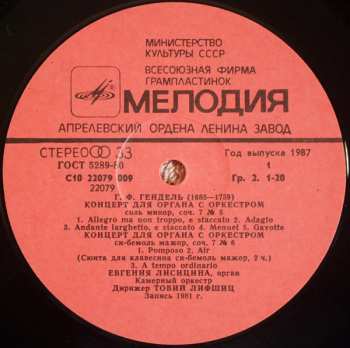 МИНИСТЕРСТВО
КУЛЬТУРЫ СССР
ВСЕСОЮЗНАЯ ФИРМА
ГРАМПЛАСТИНОК
МЕЛОДИЯ
АПРЕЛЕВСКИЙ ОРДЕНА ЛЕНИНА ЗАВОД
СТЕРЕО 33
Год выпуска 1987
ГОСТ 5289-80
1
С10 22079 009
Гр. 2. 1-20
22079
Г. Ф. ГЕНДЕЛЬ (1685—1759)
КОНЦЕРТ ДЛЯ ОРГАНА С ОРКЕСТРОМ
соль минор, соч. 7 № 5
1. Allegro ma non troppo, e staccato 2. Adagio
3. Andante larghetto, e staccato 4. Menuet 5. Gavotte
КОНЦЕРТ ДЛЯ ОРГАНА С ОРКЕСТРОМ
си-бемоль мажор, соч. 7 № 6
1. Pomposo 2. Air
(Сюита для клавесина си-бемоль мажор, 2 ч.)
3. A tempo ordinario
ЕВГЕНИЯ ЛИСИЦИНА, орган
Камерный оркестр
Дирижер ТОВИЙ ЛИФШИЦ
Запись 1981 г.